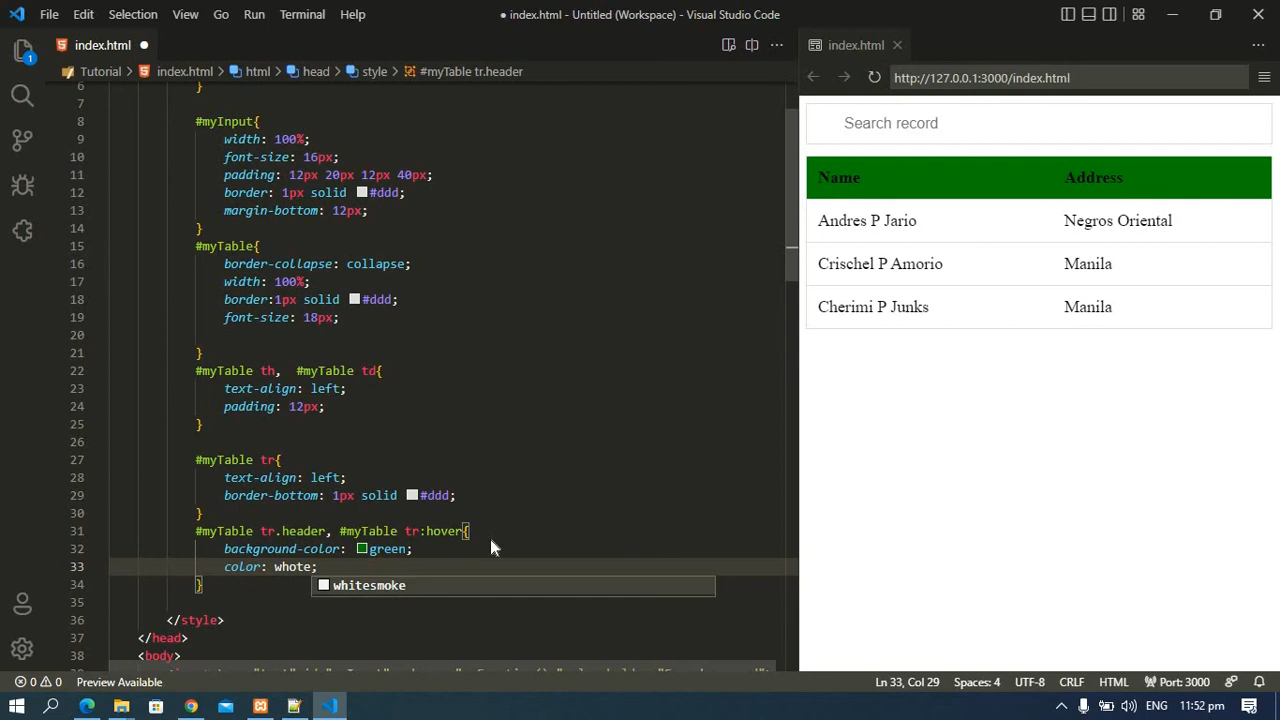 File Edit Selection View Go Run Terminal Help
● index.html - Untitled (Workspace) - Visual Studio Code
1
index.html ●
Tutorial > index.html > html > head > style > #myTable tr.header
6 }
7
8 #myInput{
9 width: 100%;
10 font-size: 16px;
11 padding: 12px 20px 12px 40px;
12 border: 1px solid #ddd;
13 margin-bottom: 12px;
14 }
15 #myTable{
16 border-collapse: collapse;
17 width: 100%;
18 border:1px solid #ddd;
19 font-size: 18px;
20
21 }
22 #myTable th,  #myTable td{
23 text-align: left;
24 padding: 12px;
25 }
26
27 #myTable tr{
28 text-align: left;
29 border-bottom: 1px solid #ddd;
30 }
31 #myTable tr.header, #myTable tr:hover{
32 background-color: green;
33 color: whote;
34 }
whitesmoke
35
36 </style>
37 </head>
38 <body>
index.html
http://127.0.0.1:3000/index.html
Search record
Name Address
Andres P Jario Negros Oriental
Crischel P Amorio Manila
Cherimi P Junks Manila
0 0 Preview Available Ln 33, Col 29 Spaces: 4 UTF-8 CRLF HTML Port: 3000
ENG 11:52 pm